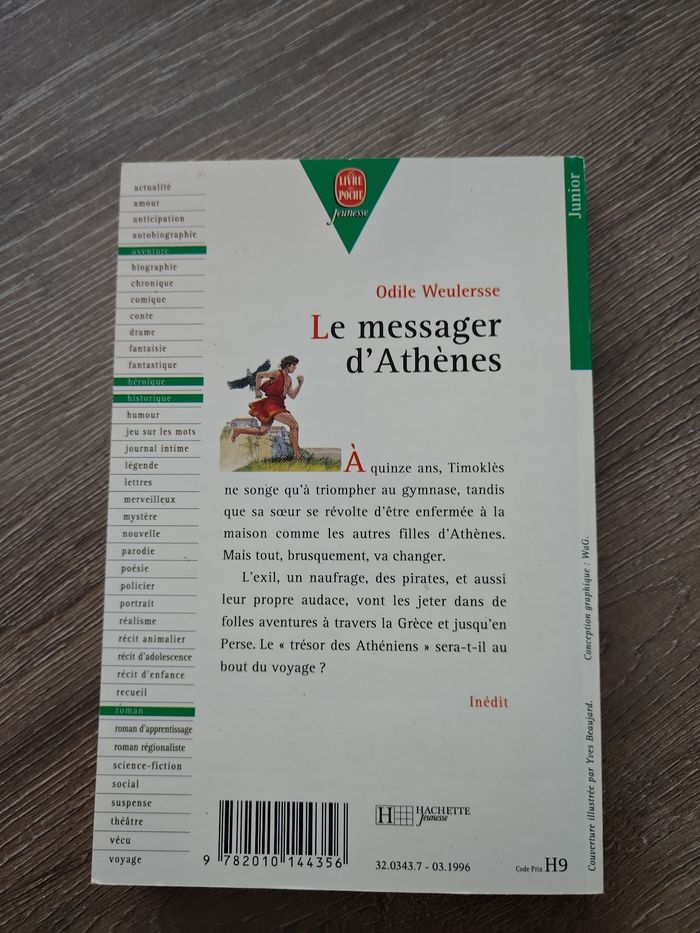 actualité
amour
anticipation
autobiographie
aventure
biographie
chronique
comique
conte
drame
fantaisie
fantastique
héroïque
historique
humour
jeu sur les mots
journal intime
légende
lettres
merveilleux
mystère
nouvelle
parodie
poésie
policier
portrait
réalisme
récit animalier
récit d'adolescence
récit d'enfance
recueil
roman
roman d'apprentissage
roman régionaliste
science-fiction
social
suspense
théâtre
vécu
voyage
LE LIVRE
DE POCHE
Jeunesse
Junior
Odile Weulersse
Le messager
d'Athènes
À quinze ans, Timoklès
ne songe qu'à triompher au gymnase, tandis
que sa sœur se révolte d'être enfermée à la
maison comme les autres filles d'Athènes.
Mais tout, brusquement, va changer.
L'exil, un naufrage, des pirates, et aussi
leur propre audace, vont les jeter dans de
folles aventures à travers la Grèce et jusqu'en
Perse. Le « trésor des Athéniens » sera-t-il au
bout du voyage ?
Inédit
Conception graphique : WaG.
Couverture illustrée par Yves Beaujard.
9 782010 144356
H HACHETTE
Jeunesse
32.0343.7 - 03.1996
Code Prix H9